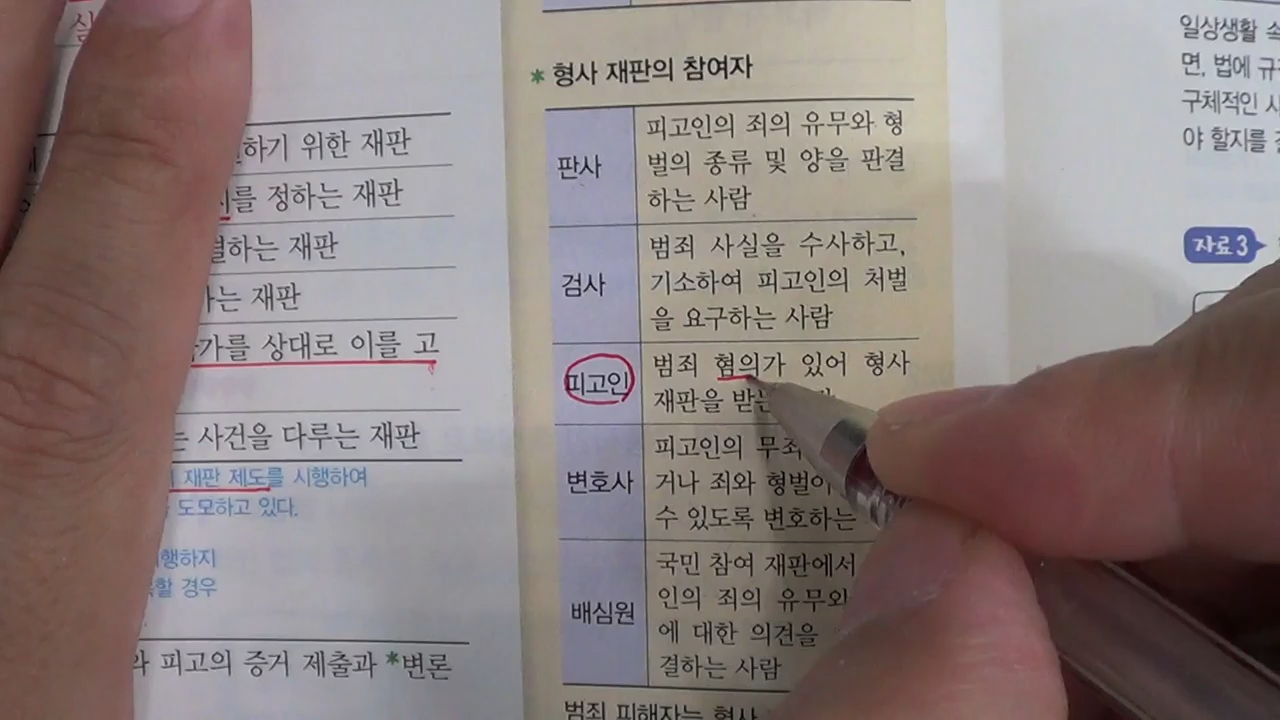 하기 위한 재판
를 정하는 재판
결하는 재판
는 재판
가를 상대로 이를 고
는 사건을 다루는 재판
재판 제도를 시행하여
도모하고 있다.
행하지
할 경우
피고의 증거 제출과 *변론
* 형사 재판의 참여자
판사
피고인의 죄의 유무와 형
벌의 종류 및 양을 판결
하는 사람
검사
범죄 사실을 수사하고,
기소하여 피고인의 처벌
을 요구하는 사람
피고인
범죄 혐의가 있어 형사
재판을 받는
변호사
피고인의 무죄
거나 죄와 형벌이
수 있도록 변호하는
배심원
국민 참여 재판에서
인의 죄의 유무와
에 대한 의견을
결하는 사람
범죄 피해자는 형사
일상생활 속
면, 법에 규
구체적인 사
야 할지를
자료 3